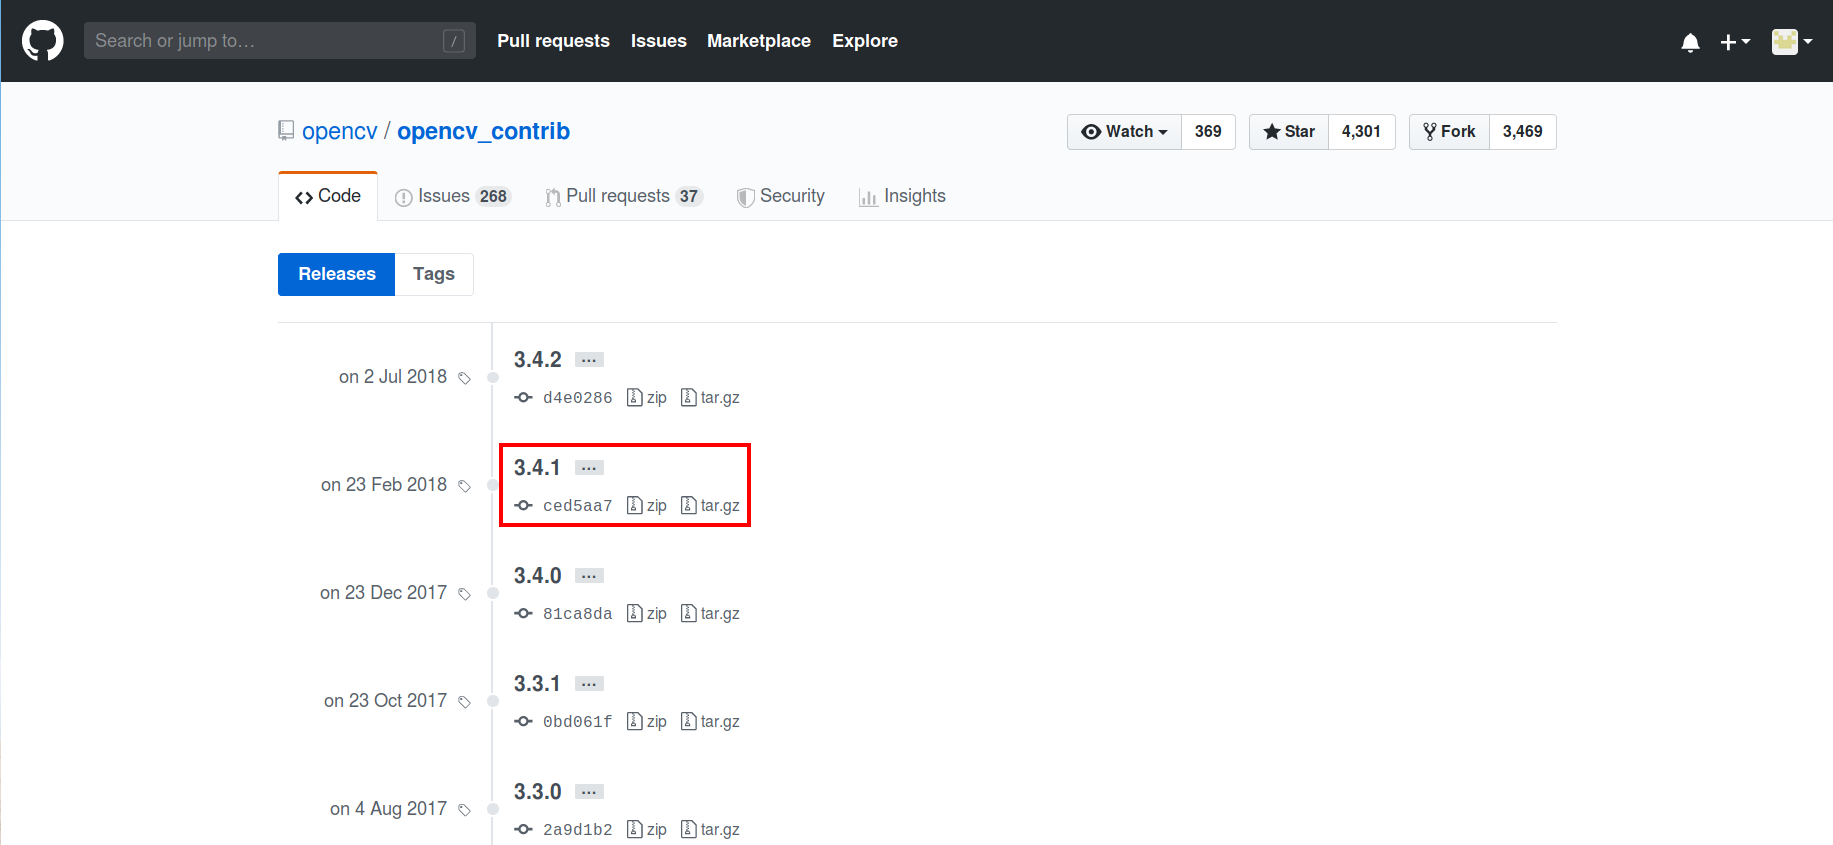 Search or jump to… / Pull requests Issues Marketplace Explore
opencv / opencv_contrib Watch 369 Star 4,301 Fork 3,469
Code Issues 268 Pull requests 37 Security Insights
Releases Tags
3.4.2 ...
on 2 Jul 2018
d4e0286 zip tar.gz
3.4.1 ...
on 23 Feb 2018
ced5aa7 zip tar.gz
3.4.0 ...
on 23 Dec 2017
81ca8da zip tar.gz
3.3.1 ...
on 23 Oct 2017
0bd061f zip tar.gz
3.3.0 ...
on 4 Aug 2017
2a9d1b2 zip tar.gz